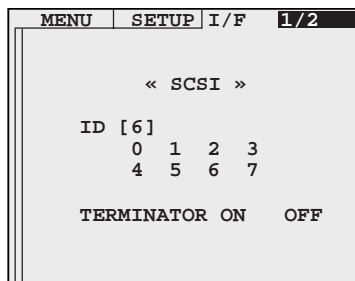 MENU SETUP I/F 1/2
« SCSI »
ID [6]
0 1 2 3
4 5 6 7
TERMINATOR ON OFF